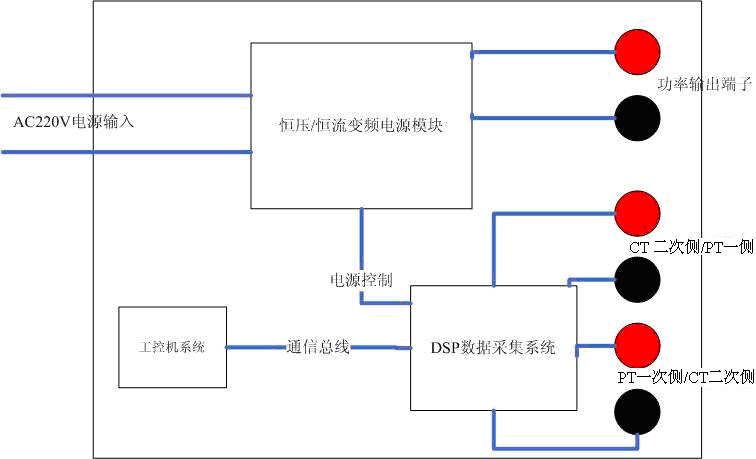 功率输出端子
AC220V电源输入
恒压/恒流变频电源模块
CT 二次侧/PT一侧
电源控制
工控机系统
通信总线
DSP数据采集系统
PT一次侧/CT二次侧